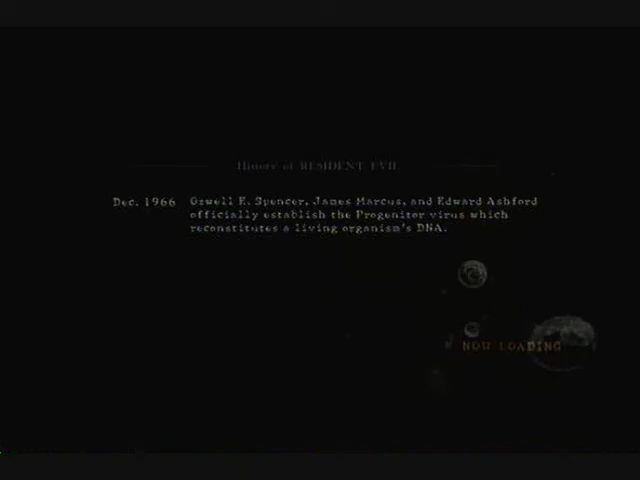 History of RESIDENT EVIL
Dec. 1966 Ozwell E. Spencer, James Marcus, and Edward Ashford
officially establish the Progenitor virus which
reconstitutes a living organism's DNA.
NOW LOADING